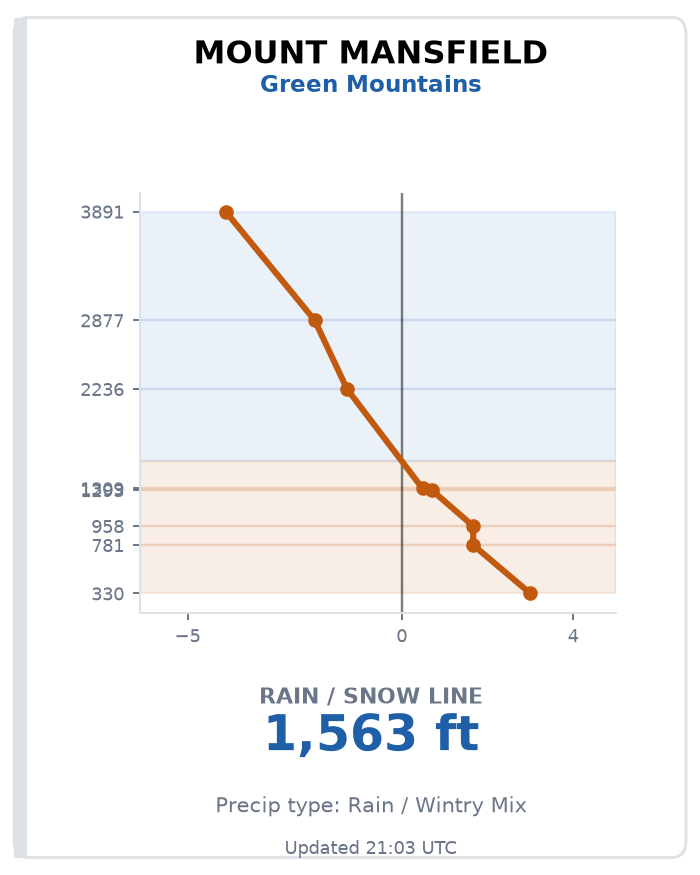 MOUNT MANSFIELD
Green Mountains
3891
2877
2236
958
781
330
−5 0 4
RAIN / SNOW LINE
1,563 ft
Precip type: Rain / Wintry Mix
Updated 21:03 UTC